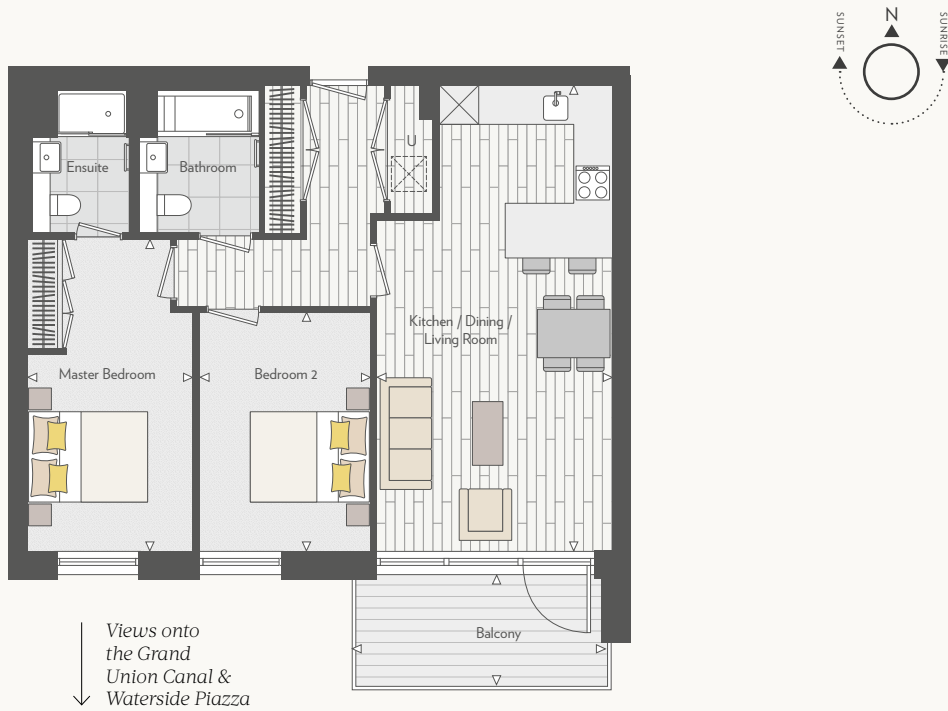 N
SUNSET
SUNRISE
U
Ensuite
Bathroom
Kitchen / Dining /
Living Room
Master Bedroom
Bedroom 2
Balcony
Views onto
the Grand
Union Canal &
Waterside Piazza